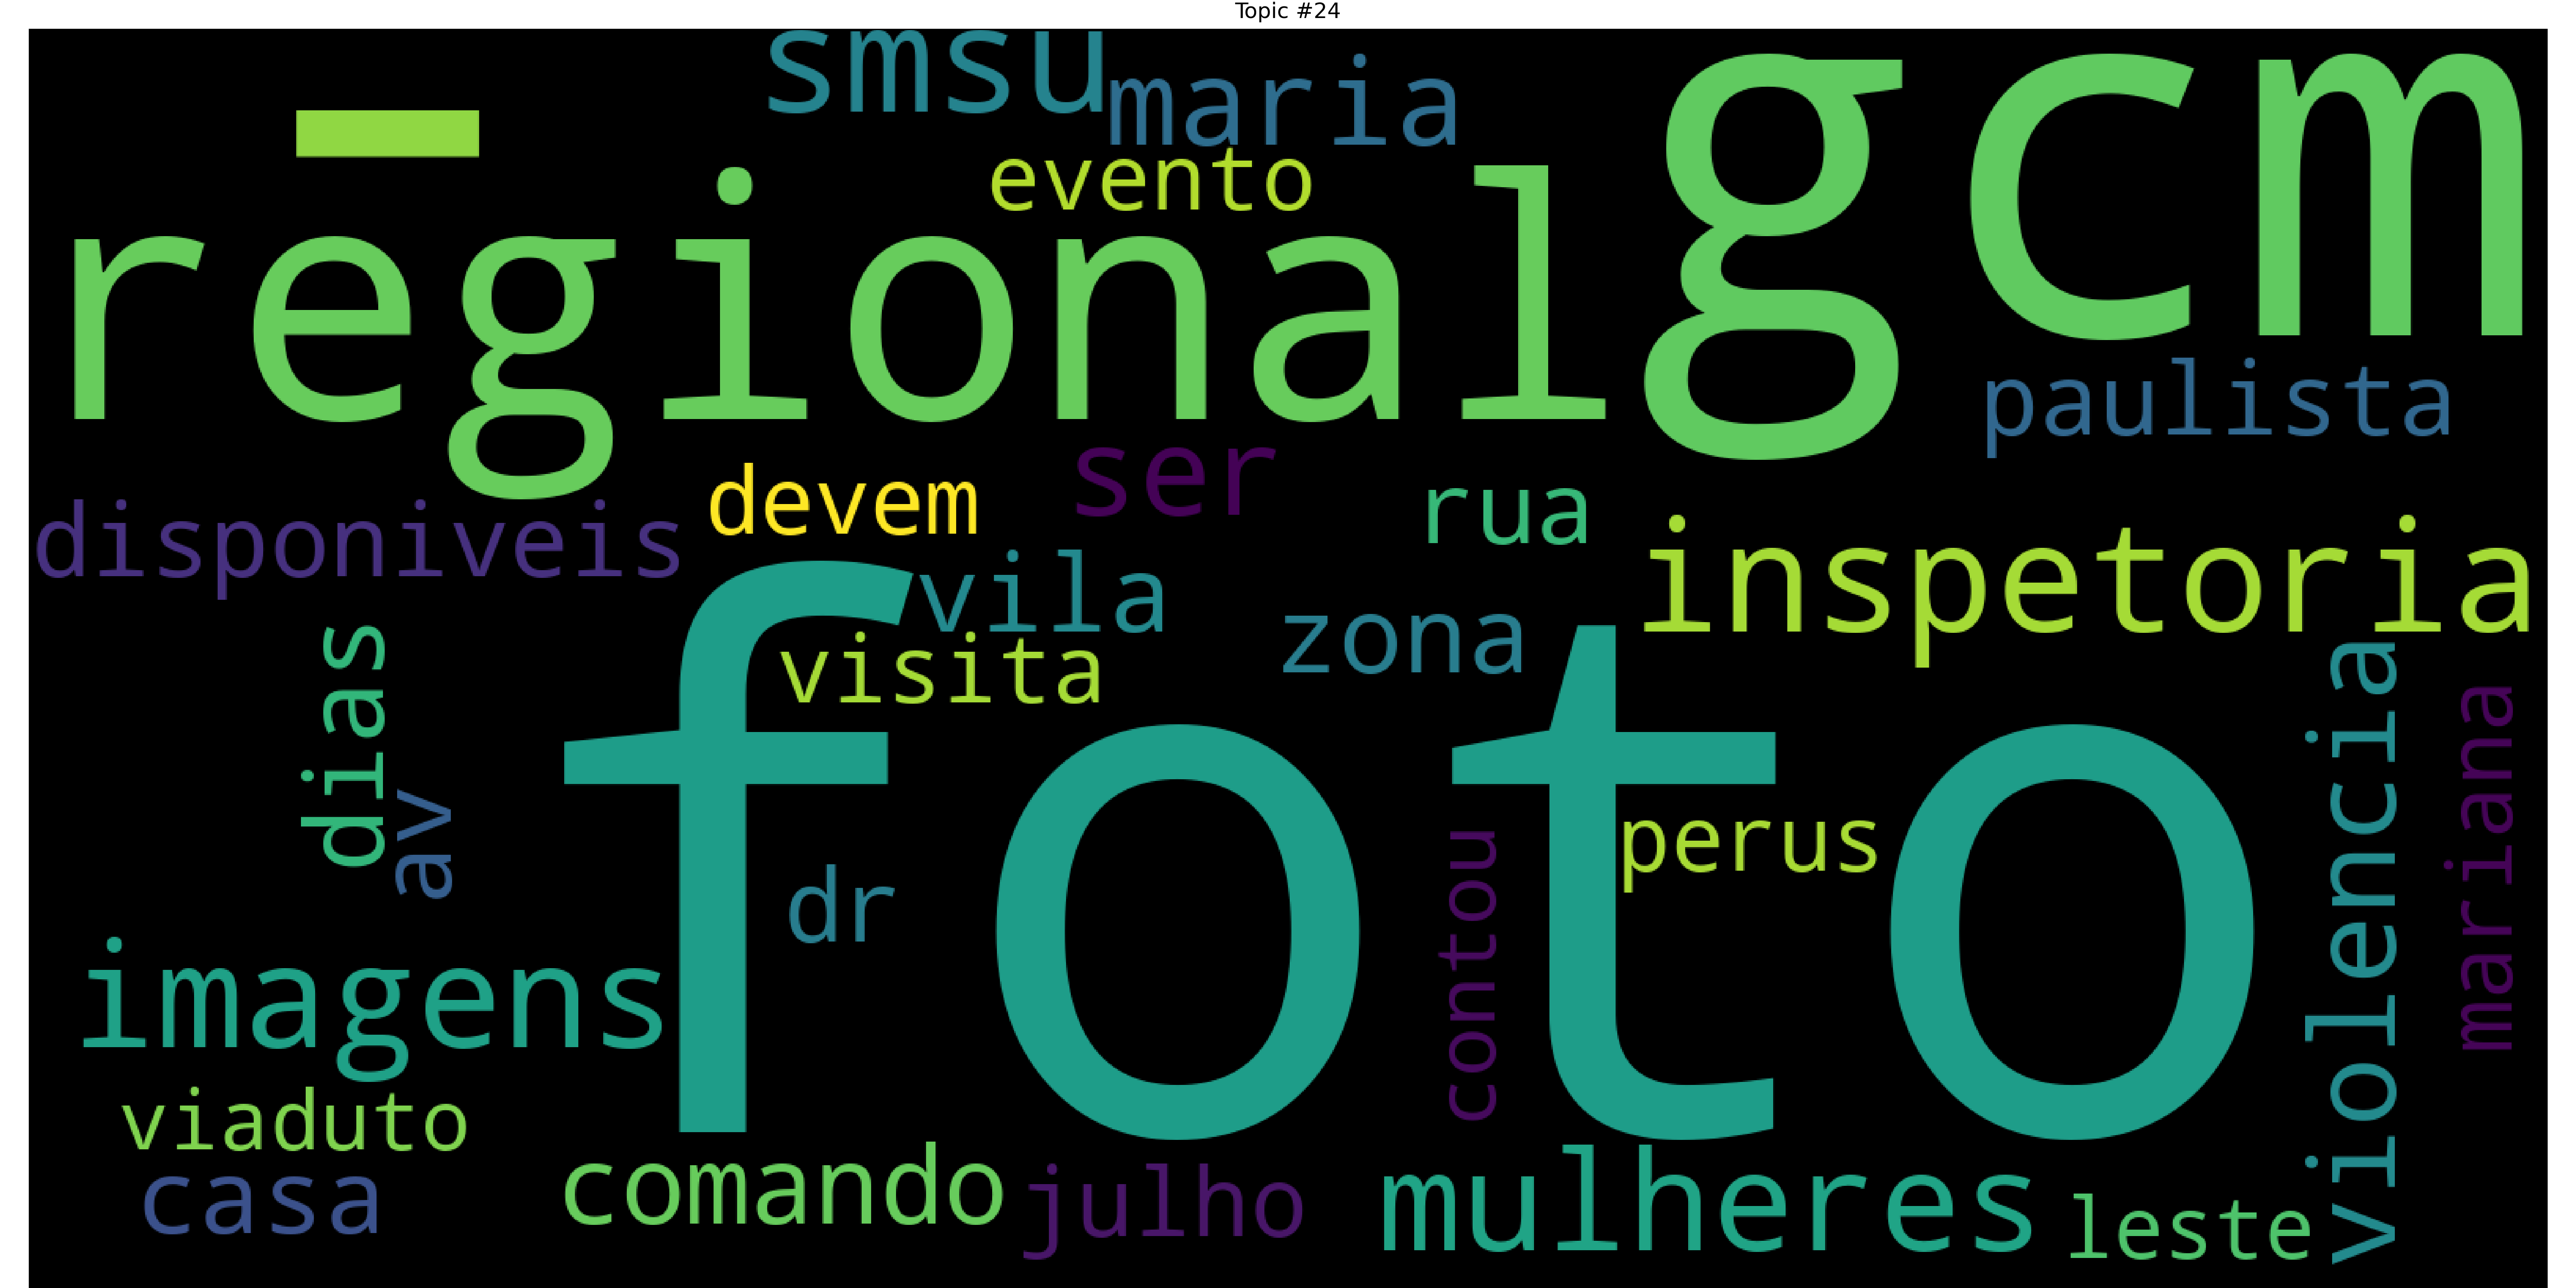 Topic #24
smsu
maria
gcm
–
evento
regional
paulista
ser
devem
rua
disponiveis
vila
inspetoria
zona
visita
foto
dias
av
perus
dr
contou
violencia
mariana
imagens
viaduto
casa
comando
julho
mulheres
leste